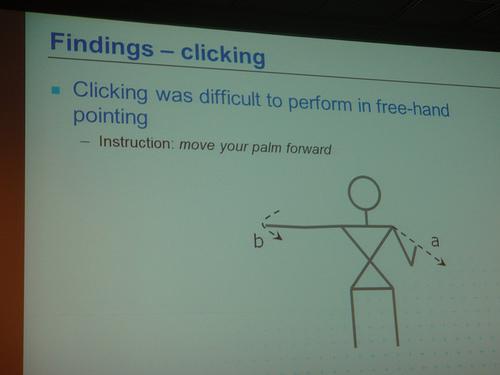 Findings – clicking
Clicking was difficult to perform in free-hand
pointing
– Instruction: move your palm forward
b
a